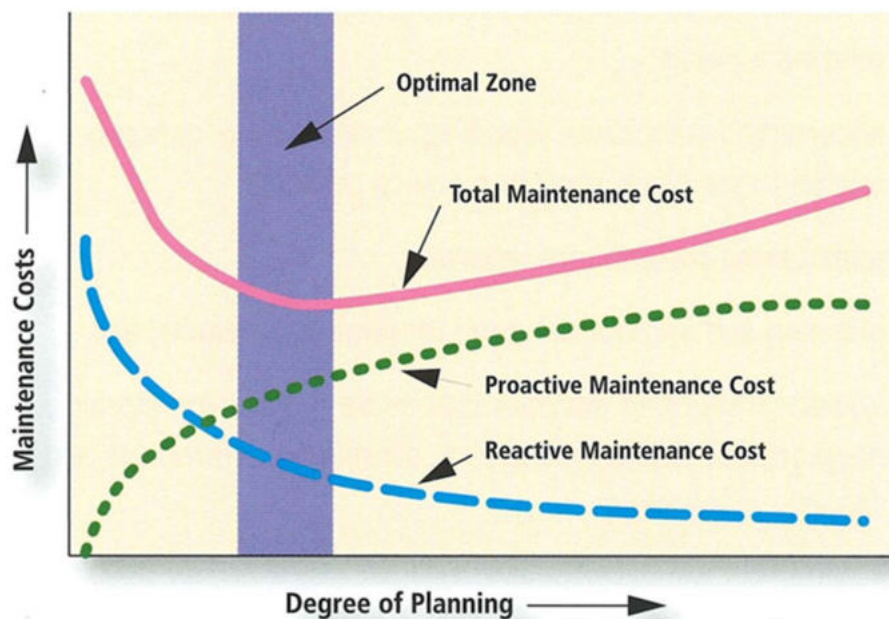 Optimal Zone
Total Maintenance Cost
Proactive Maintenance Cost
Reactive Maintenance Cost
Maintenance Costs
Degree of Planning